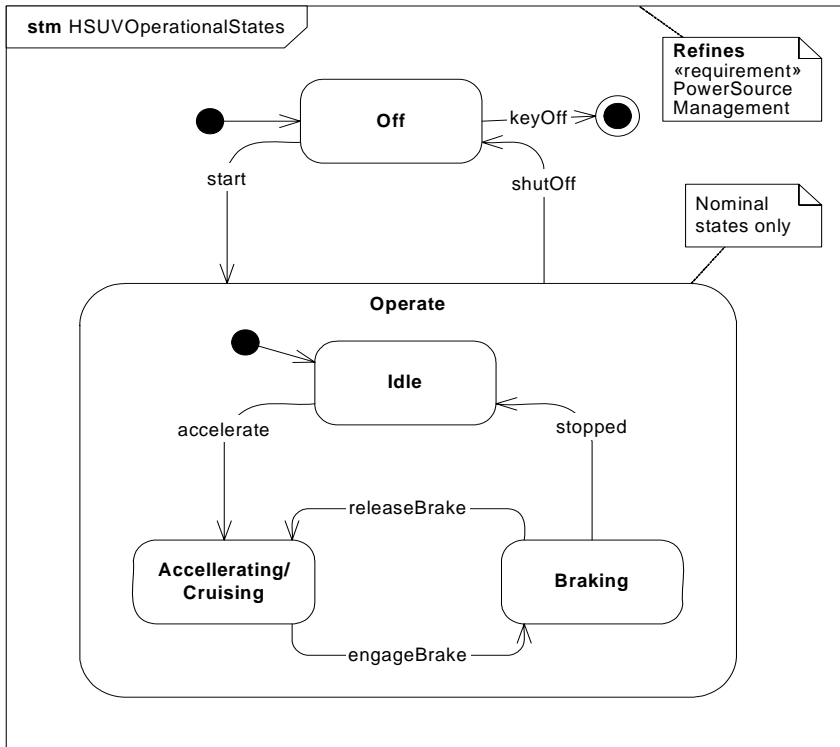 stm HSUVOperationalStates
Refines
«requirement»
PowerSource
Management
Off
keyOff
start
shutOff
Nominal
states only
Operate
Idle
accelerate
stopped
releaseBrake
Accellerating/
Cruising
Braking
engageBrake